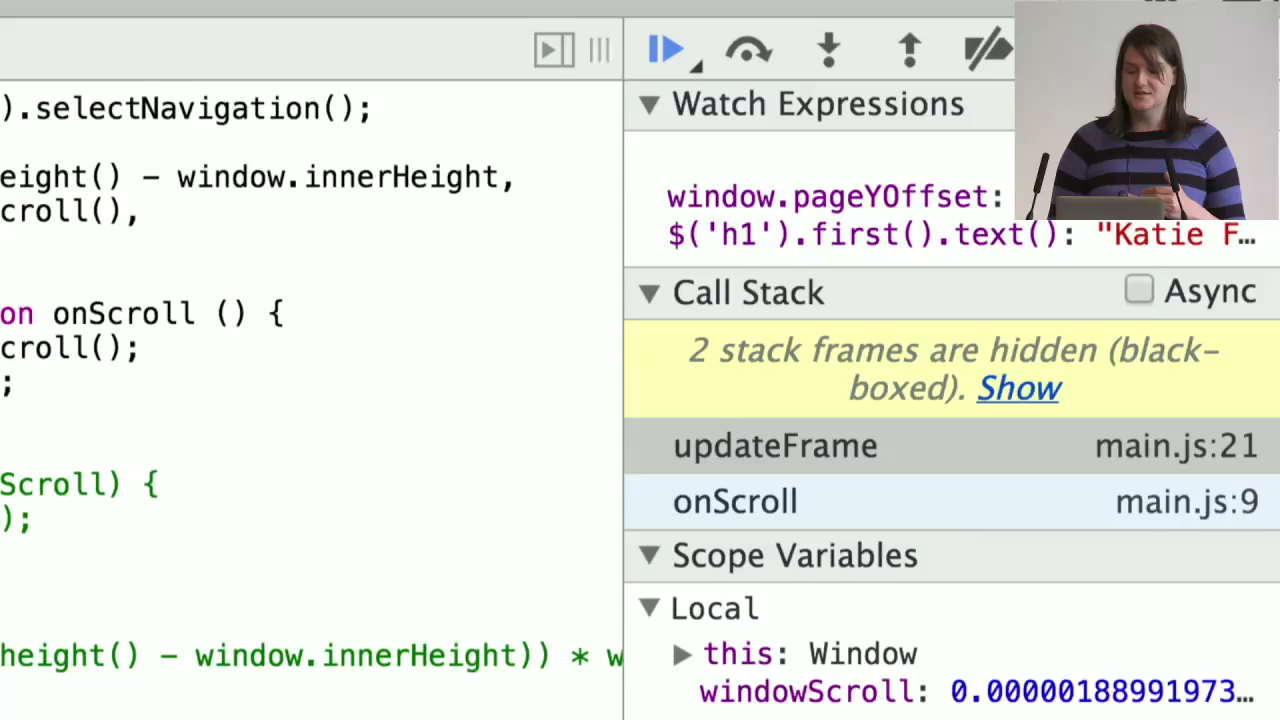 ).selectNavigation();
eight() - window.innerHeight,
croll(),
on onScroll () {
croll();
;
Scroll) {
);
height() - window.innerHeight)) * w
Watch Expressions
window.pageYOffset:
$('h1').first().text(): "Katie F…
Call Stack
Async
2 stack frames are hidden (black-
boxed). Show
updateFrame main.js:21
onScroll main.js:9
Scope Variables
Local
this: Window
windowScroll: 0.00000188991973…